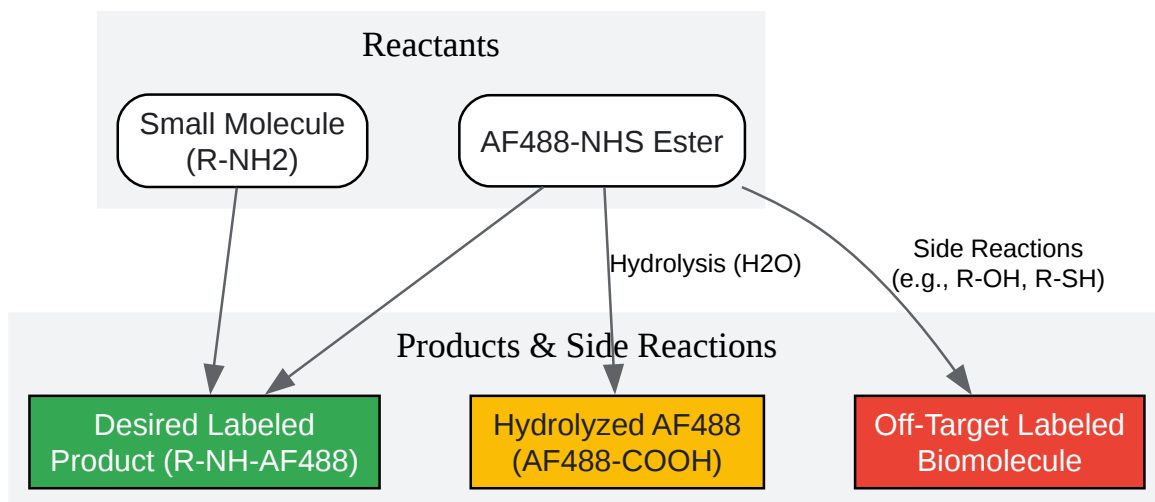 Reactants
Small Molecule
(R-NH2)
AF488-NHS Ester
Hydrolysis (H2O)
Side Reactions
(e.g., R-OH, R-SH)
Products & Side Reactions
Desired Labeled
Product (R-NH-AF488)
Hydrolyzed AF488
(AF488-COOH)
Off-Target Labeled
Biomolecule